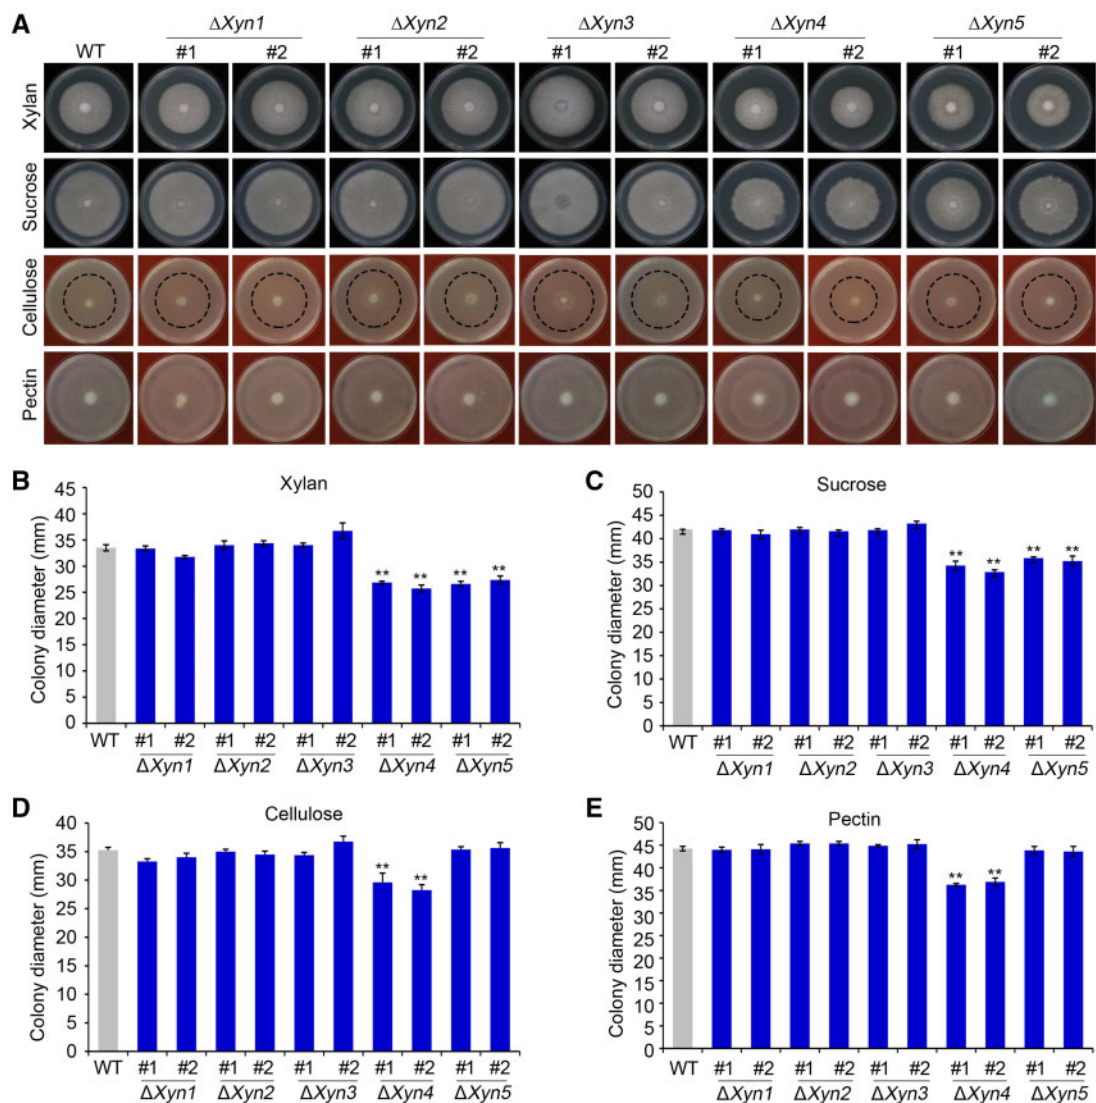 A
ΔXyn1 ΔXyn2 ΔXyn3 ΔXyn4 ΔXyn5
WT #1 #2 #1 #2 #1 #2 #1 #2 #1 #2
Xylan
Sucrose
Cellulose
Pectin
B
Xylan
Colony diameter (mm)
45
40
35
30
25
20
15
10
5
0
** ** ** **
WT #1 #2 #1 #2 #1 #2 #1 #2 #1 #2
ΔXyn1 ΔXyn2 ΔXyn3 ΔXyn4 ΔXyn5
C
Sucrose
Colony diameter (mm)
50
45
40
35
30
35
20
15
10
5
0
** ** ** **
WT #1 #2 #1 #2 #1 #2 #1 #2 #1 #2
ΔXyn1 ΔXyn2 ΔXyn3 ΔXyn4 ΔXyn5
D
Cellulose
Colony diameter (mm)
40
35
30
35
20
15
10
5
0
** **
WT #1 #2 #1 #2 #1 #2 #1 #2 #1 #2
ΔXyn1 ΔXyn2 ΔXyn3 ΔXyn4 ΔXyn5
E
Pectin
Colony diameter (mm)
50
45
40
35
30
35
20
15
10
5
0
** **
WT #1 #2 #1 #2 #1 #2 #1 #2 #1 #2
ΔXyn1 ΔXyn2 ΔXyn3 ΔXyn4 ΔXyn5